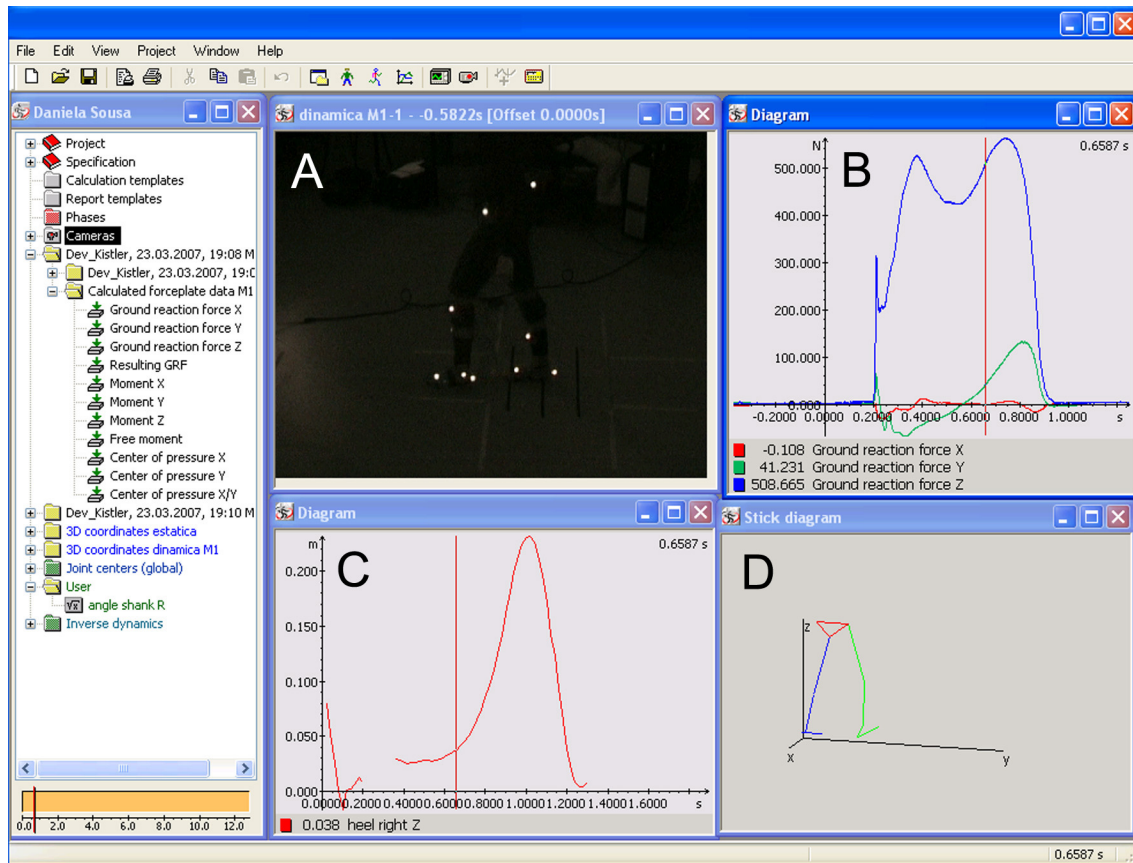 File Edit View Project Window Help
Daniela Sousa
Project
Specification
Calculation templates
Report templates
Phases
Cameras
Dev_Kistler, 23.03.2007, 19:08 M
Dev_Kistler, 23.03.2007, 19:0
Calculated forceplate data M1
Ground reaction force X
Ground reaction force Y
Ground reaction force Z
Resulting GRF
Moment X
Moment Y
Moment Z
Free moment
Center of pressure X
Center of pressure Y
Center of pressure X/Y
Dev_Kistler, 23.03.2007, 19:10 M
3D coordinates estatica
3D coordinates dinamica M1
Joint centers (global)
User
√x angle shank R
Inverse dynamics
0.0 2.0 4.0 6.0 8.0 10.0 12.0
dinamica M1-1 - -0.5822s [Offset 0.0000s]
A
Diagram
N
0.6587 s
B
500.000
400.000
300.000
200.000
100.000
0.000
-0.2000 0.2000 0.4000 0.6000 0.8000 1.0000 s
-0.108 Ground reaction force X
41.231 Ground reaction force Y
508.665 Ground reaction force Z
Diagram
m
0.6587 s
C
0.200
0.150
0.100
0.050
0.000
0.0000 0.2000 0.4000 0.6000 0.8000 1.0000 1.2000 1.4000 1.6000 s
0.038 heel right Z
Stick diagram
D
z
x
y
0.6587 s